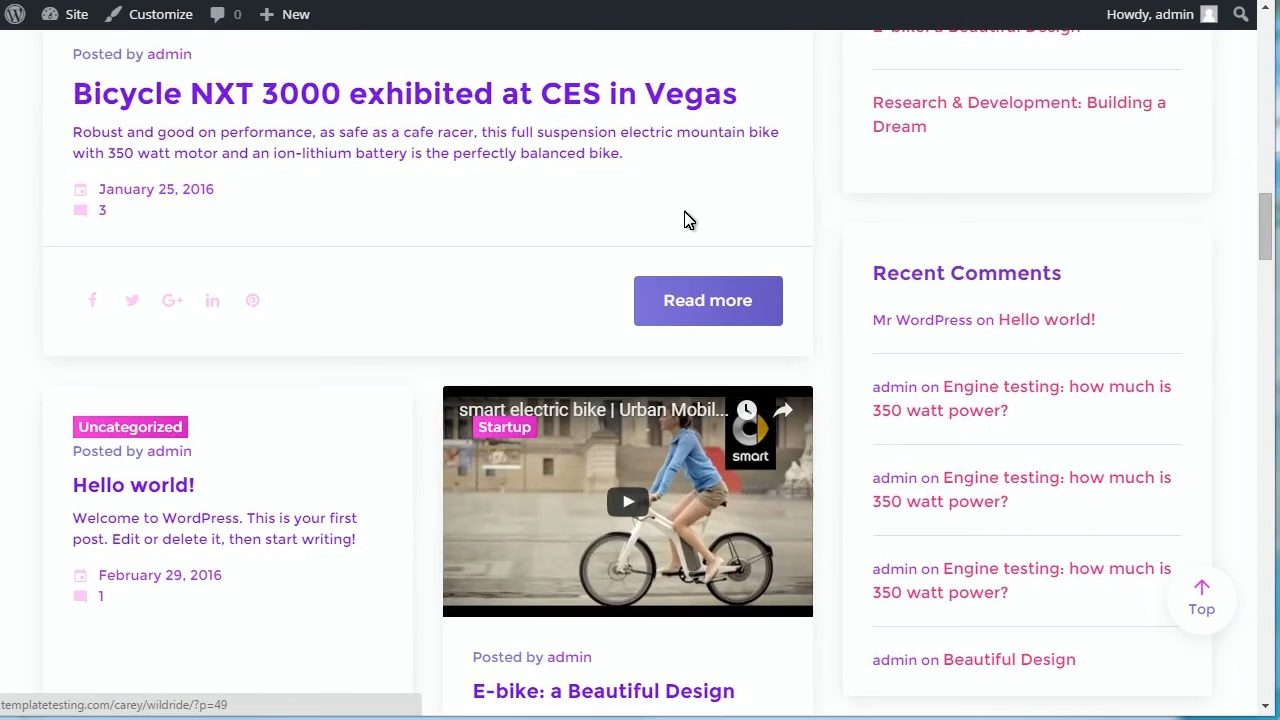 Site Customize 0 New Howdy, admin
Posted by admin
Bicycle NXT 3000 exhibited at CES in Vegas
Robust and good on performance, as safe as a cafe racer, this full suspension electric mountain bike
with 350 watt motor and an ion-lithium battery is the perfectly balanced bike.
January 25, 2016
3
Read more
Uncategorized
Posted by admin
Hello world!
Welcome to WordPress. This is your first
post. Edit or delete it, then start writing!
February 29, 2016
1
smart electric bike | Urban Mobil...
Startup
smart
Posted by admin
E-bike: a Beautiful Design
E-bike: a Beautiful Design
Research & Development: Building a
Dream
Recent Comments
Mr WordPress on Hello world!
admin on Engine testing: how much is
350 watt power?
admin on Engine testing: how much is
350 watt power?
admin on Engine testing: how much is
350 watt power?
admin on Beautiful Design
Top
templatetesting.com/carey/wildride/?p=49